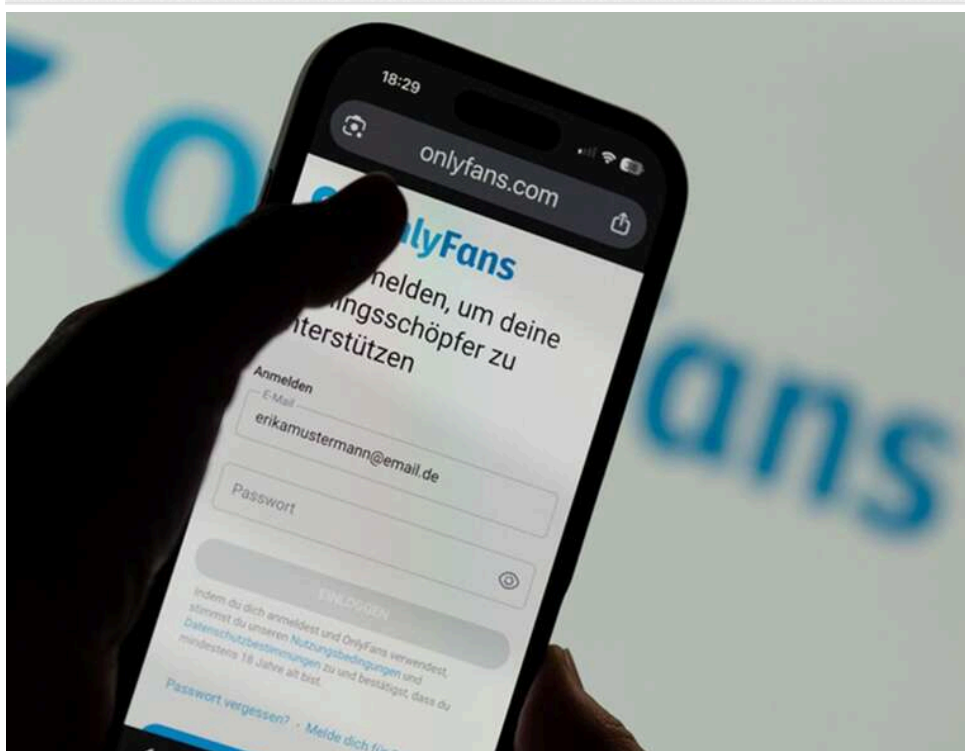 18:29
onlyfans.com
lyFans
nelden, um deine
ingsschöpfer zu
nterstützen
Anmelden
E-Mail
erikamustermann@email.de
Passwort
EINLOGGEN
Indem du dich anmeldest und OnlyFans verwendest,
stimmst du unseren Nutzungsbedingungen und
Datenschutzbestimmungen zu und bestätigst, dass du
mindestens 18 Jahre alt bist.
Passwort vergessen? · Melde dich für
O
ans